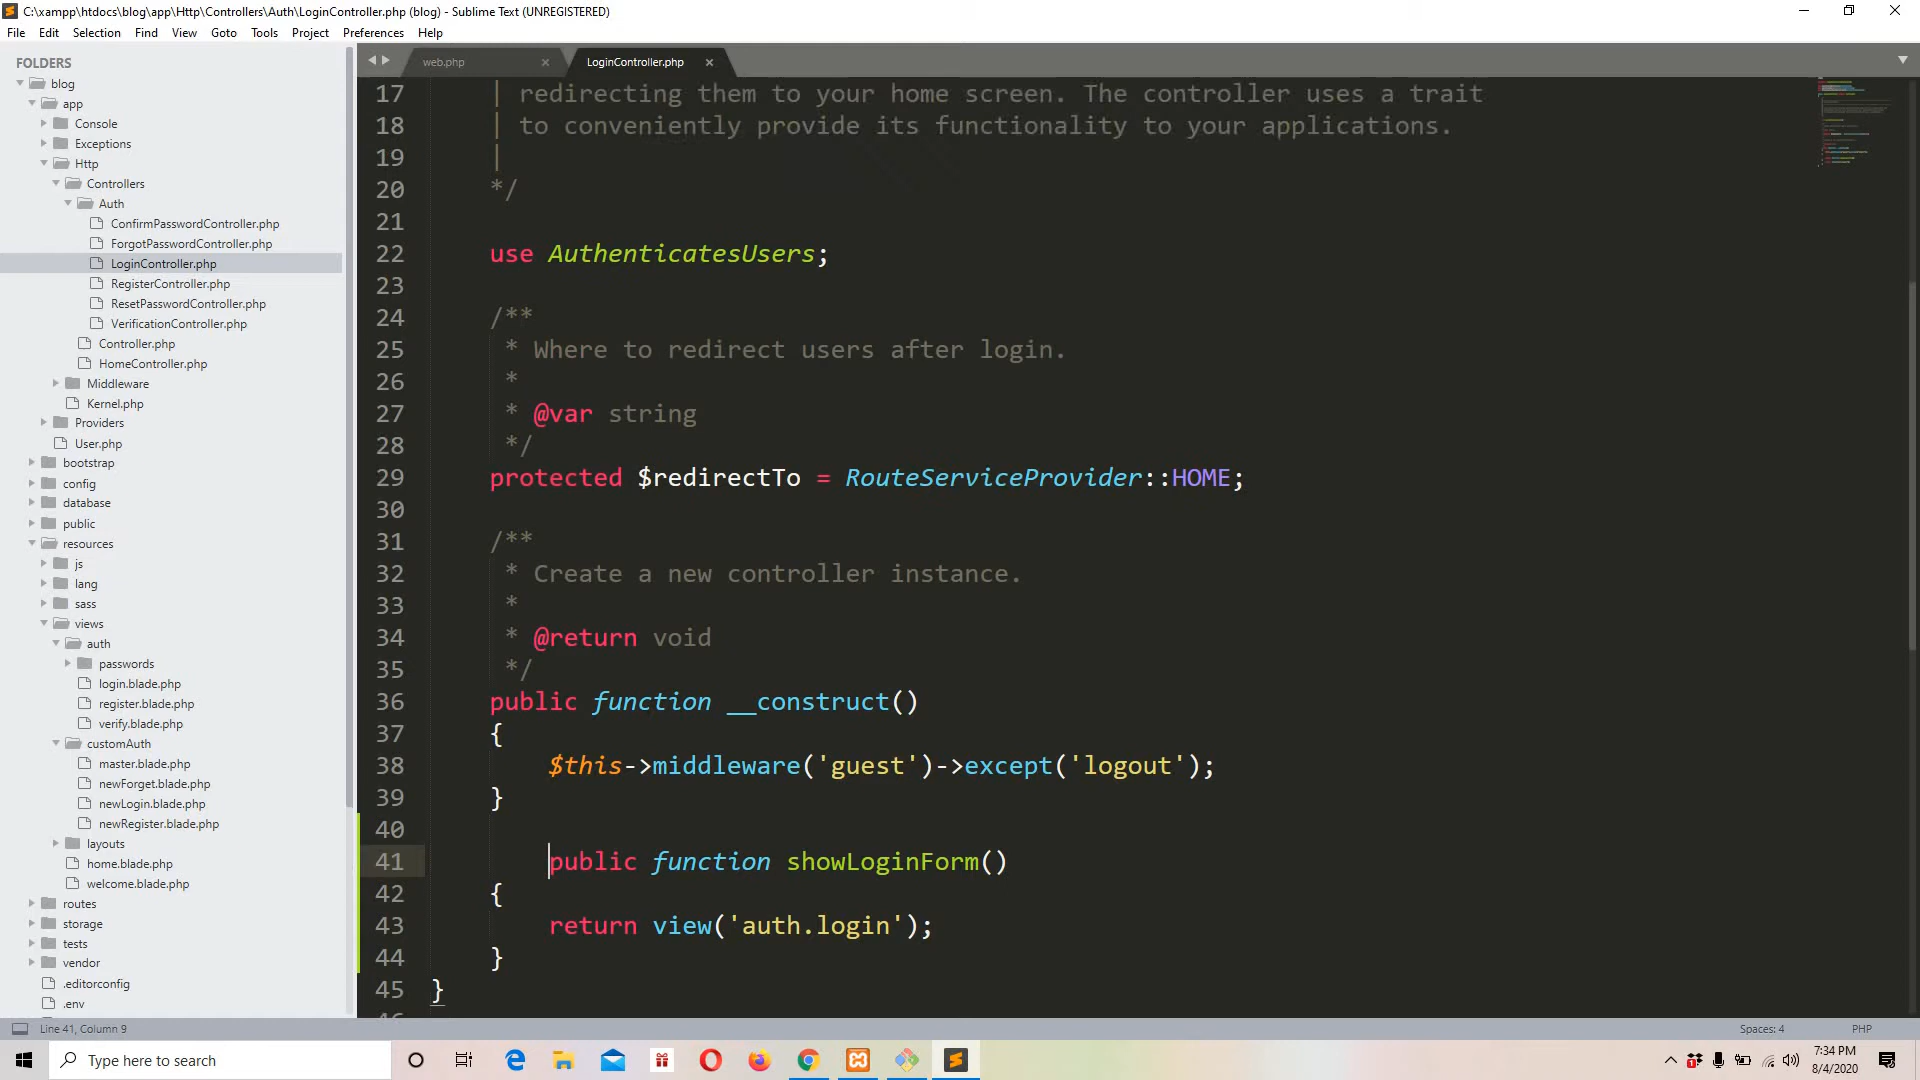 C:\xampp\htdocs\blog\app\Http\Controllers\Auth\LoginController.php (blog) - Sublime Text (UNREGISTERED)
File Edit Selection Find View Goto Tools Project Preferences Help
FOLDERS
blog
app
Console
Exceptions
Http
Controllers
Auth
ConfirmPasswordController.php
ForgotPasswordController.php
LoginController.php
RegisterController.php
ResetPasswordController.php
VerificationController.php
Controller.php
HomeController.php
Middleware
Kernel.php
Providers
User.php
bootstrap
config
database
public
resources
js
lang
sass
views
auth
passwords
login.blade.php
register.blade.php
verify.blade.php
customAuth
master.blade.php
newForget.blade.php
newLogin.blade.php
newRegister.blade.php
layouts
home.blade.php
welcome.blade.php
routes
storage
tests
vendor
.editorconfig
.env
web.php LoginController.php
17 | redirecting them to your home screen. The controller uses a trait
18 | to conveniently provide its functionality to your applications.
19 |
20 */
21
22 use AuthenticatesUsers;
23
24 /**
25 * Where to redirect users after login.
26 *
27 * @var string
28 */
29 protected $redirectTo = RouteServiceProvider::HOME;
30
31 /**
32 * Create a new controller instance.
33 *
34 * @return void
35 */
36 public function __construct()
37 {
38 $this->middleware('guest')->except('logout');
39 }
40
41 public function showLoginForm()
42 {
43 return view('auth.login');
44 }
45 }
Line 41, Column 9 Spaces: 4 PHP
Type here to search
7:34 PM
8/4/2020